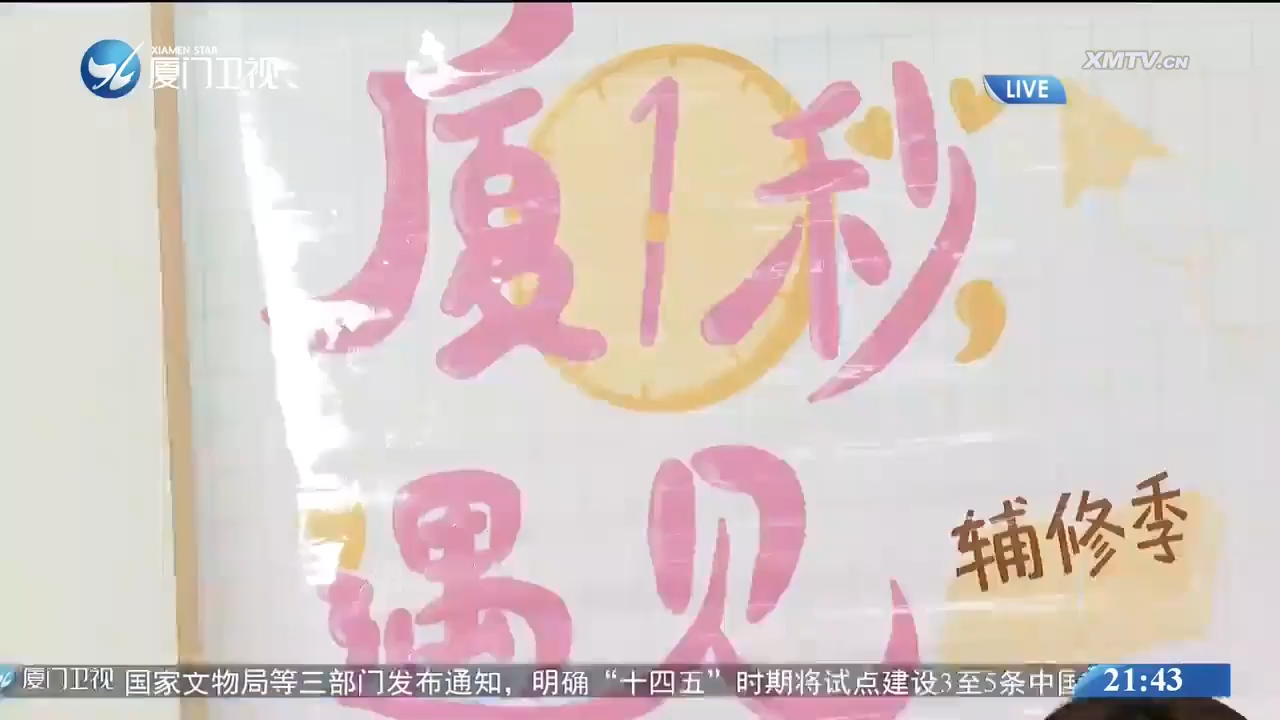 XIAMEN STAR
厦门卫视
XMTV.CN
LIVE
厦1秒,
遇见
辅修季
厦门卫视
国家文物局等三部门发布通知，明确“十四五”时期将试点建设3至5条中国
21:43